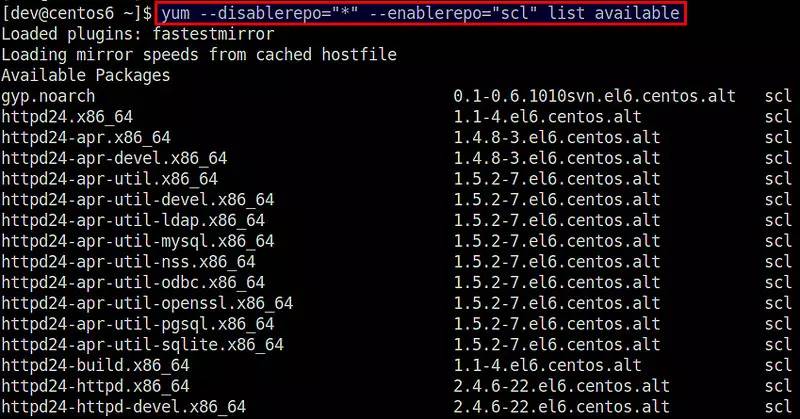 [dev@centos6 ~]$ yum --disablerepo="*" --enablerepo="scl" list available
Loaded plugins: fastestmirror
Loading mirror speeds from cached hostfile
Available Packages
gyp.noarch 0.1-0.6.1010svn.el6.centos.alt scl
httpd24.x86_64 1.1-4.el6.centos.alt scl
httpd24-apr.x86_64 1.4.8-3.el6.centos.alt scl
httpd24-apr-devel.x86_64 1.4.8-3.el6.centos.alt scl
httpd24-apr-util.x86_64 1.5.2-7.el6.centos.alt scl
httpd24-apr-util-devel.x86_64 1.5.2-7.el6.centos.alt scl
httpd24-apr-util-ldap.x86_64 1.5.2-7.el6.centos.alt scl
httpd24-apr-util-mysql.x86_64 1.5.2-7.el6.centos.alt scl
httpd24-apr-util-nss.x86_64 1.5.2-7.el6.centos.alt scl
httpd24-apr-util-odbc.x86_64 1.5.2-7.el6.centos.alt scl
httpd24-apr-util-openssl.x86_64 1.5.2-7.el6.centos.alt scl
httpd24-apr-util-pgsql.x86_64 1.5.2-7.el6.centos.alt scl
httpd24-apr-util-sqlite.x86_64 1.5.2-7.el6.centos.alt scl
httpd24-build.x86_64 1.1-4.el6.centos.alt scl
httpd24-httpd.x86_64 2.4.6-22.el6.centos.alt scl
httpd24-httpd-devel.x86_64 2.4.6-22.el6.centos.alt scl